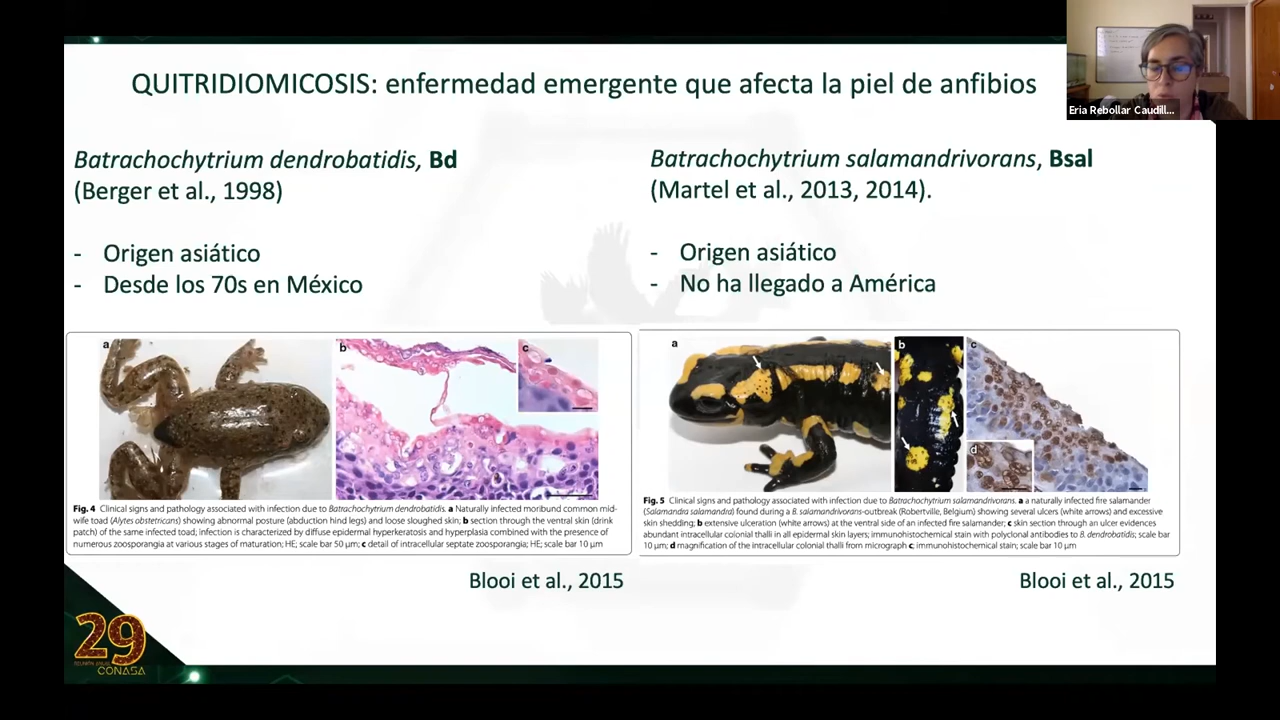 QUITRIDIOMICOSIS: enfermedad emergente que afecta la piel de anfibios
Eria Rebollar Caudill...
Batrachochytrium dendrobatidis, Bd
(Berger et al., 1998)
- Origen asiático
- Desde los 70s en México
Batrachochytrium salamandrivorans, Bsal
(Martel et al., 2013, 2014).
- Origen asiático
- No ha llegado a América
a
b
c
Fig. 4 Clinical signs and pathology associated with infection due to Batrachochytrium dendrobatidis. a Naturally infected moribund common mid-
wife toad (Alytes obstetricans) showing abnormal posture (abduction hind legs) and loose sloughed skin; b section through the ventral skin (drink
patch) of the same infected toad; infection is characterized by diffuse epidermal hyperkeratosis and hyperplasia combined with the presence of
numerous zoosporangia at various stages of maturation; HE; scale bar 50 µm; c detail of intracellular septate zoosporangia; HE; scale bar 10 µm
Blooi et al., 2015
a
b
c
d
Fig. 5 Clinical signs and pathology associated with infection due to Batrachochytrium salamandrivorans. a a naturally infected fire salamander
(Salamandra salamandra) found during a B. salamandrivorans-outbreak (Robertville, Belgium) showing several ulcers (white arrows) and excessive
skin shedding; b extensive ulceration (white arrows) at the ventral side of an infected fire salamander; c skin section through an ulcer evidences
abundant intracellular colonial thalli in all epidermal skin layers; immunohistochemical stain with polyclonal antibodies to B. dendrobatidis; scale bar
10 µm; d magnification of the intracellular colonial thalli from micrograph c; immunohistochemical stain; scale bar 10 µm
Blooi et al., 2015
29
REUNIÓN ANUAL
CONASA